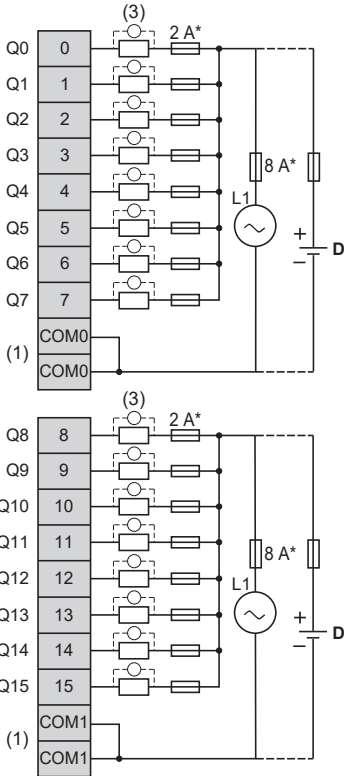 (3)
2 A*
Q0 0
Q1 1
Q2 2
Q3 3
8 A*
Q4 4
L1
Q5 5
+
Q6 6
D
−
Q7 7
COM0
(1)
COM0
(3)
2 A*
Q8 8
Q9 9
Q10 10
Q11 11
8 A*
Q12 12
L1
Q13 13
+
Q14 14
D
−
Q15 15
COM1
(1)
COM1